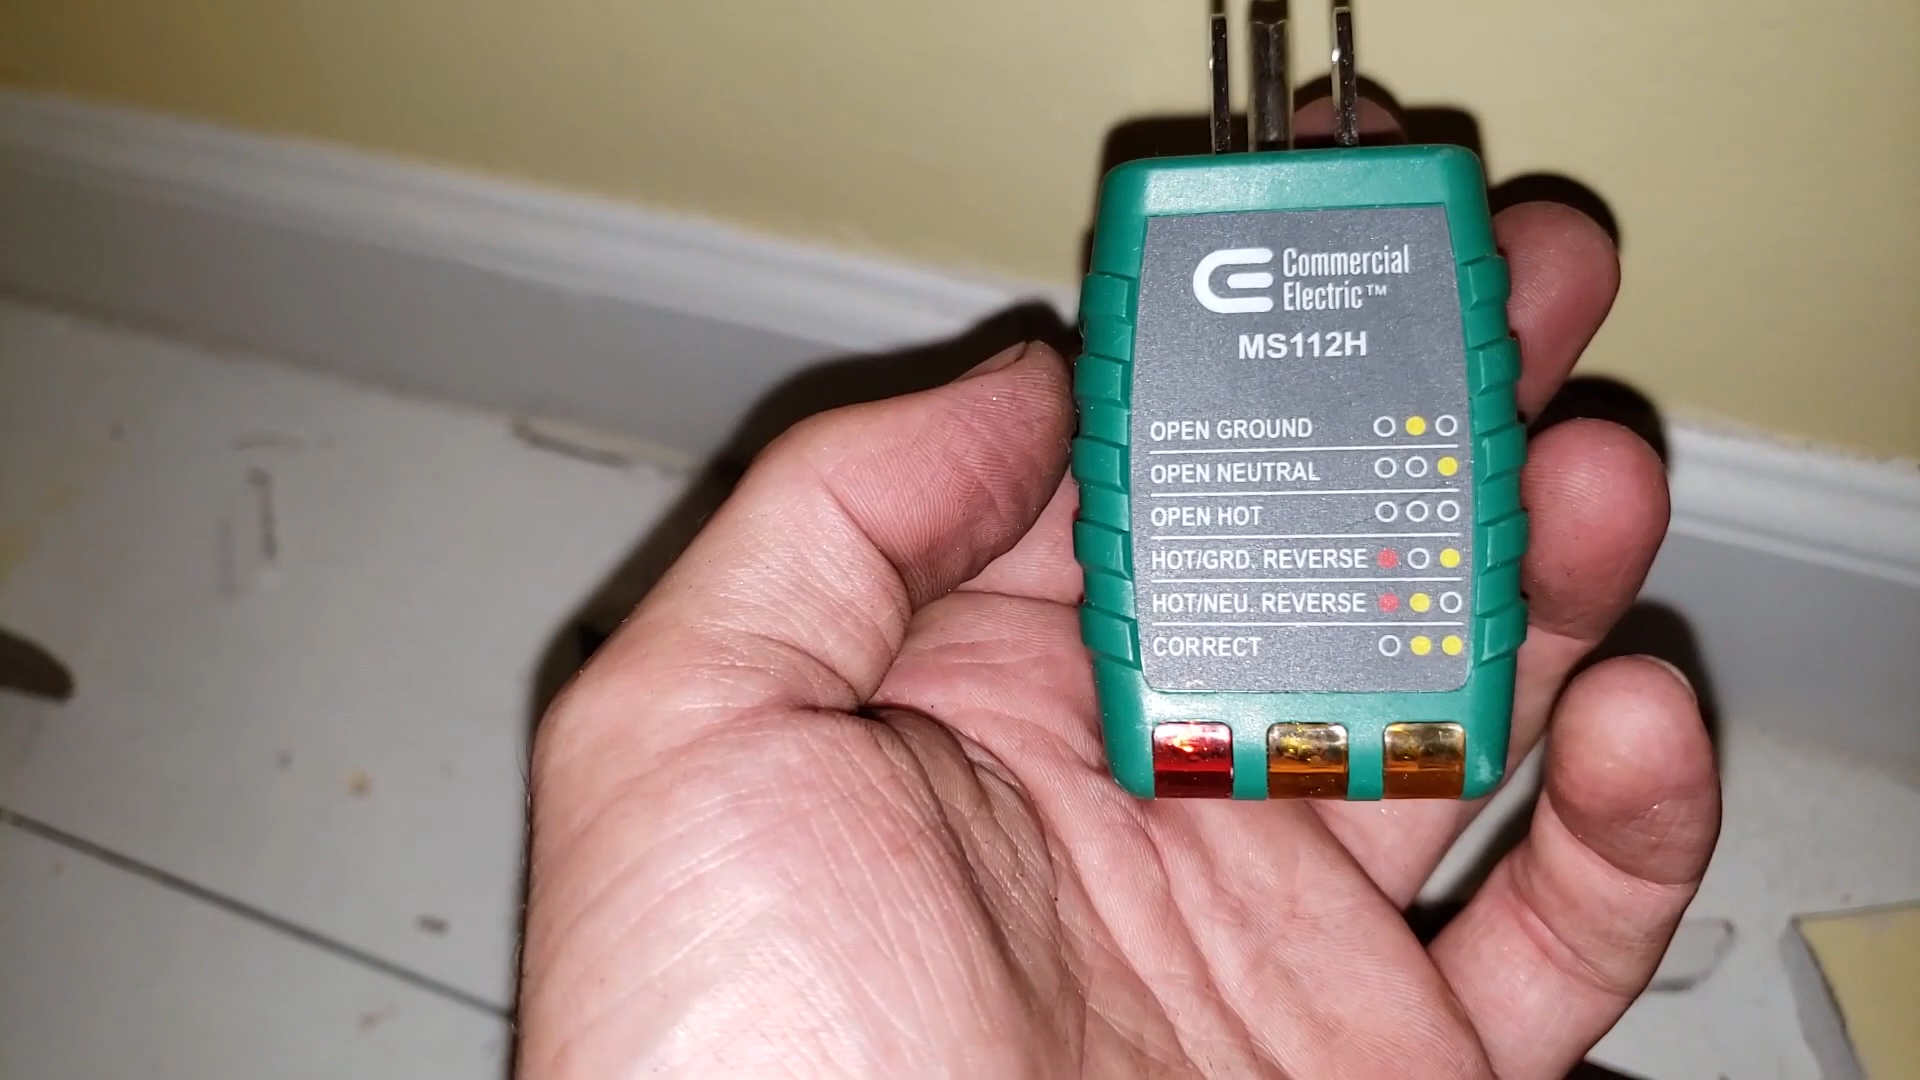 Commercial
Electric™
MS112H
OPEN GROUND
OPEN NEUTRAL
OPEN HOT
HOT/GRD. REVERSE
HOT/NEU. REVERSE
CORRECT